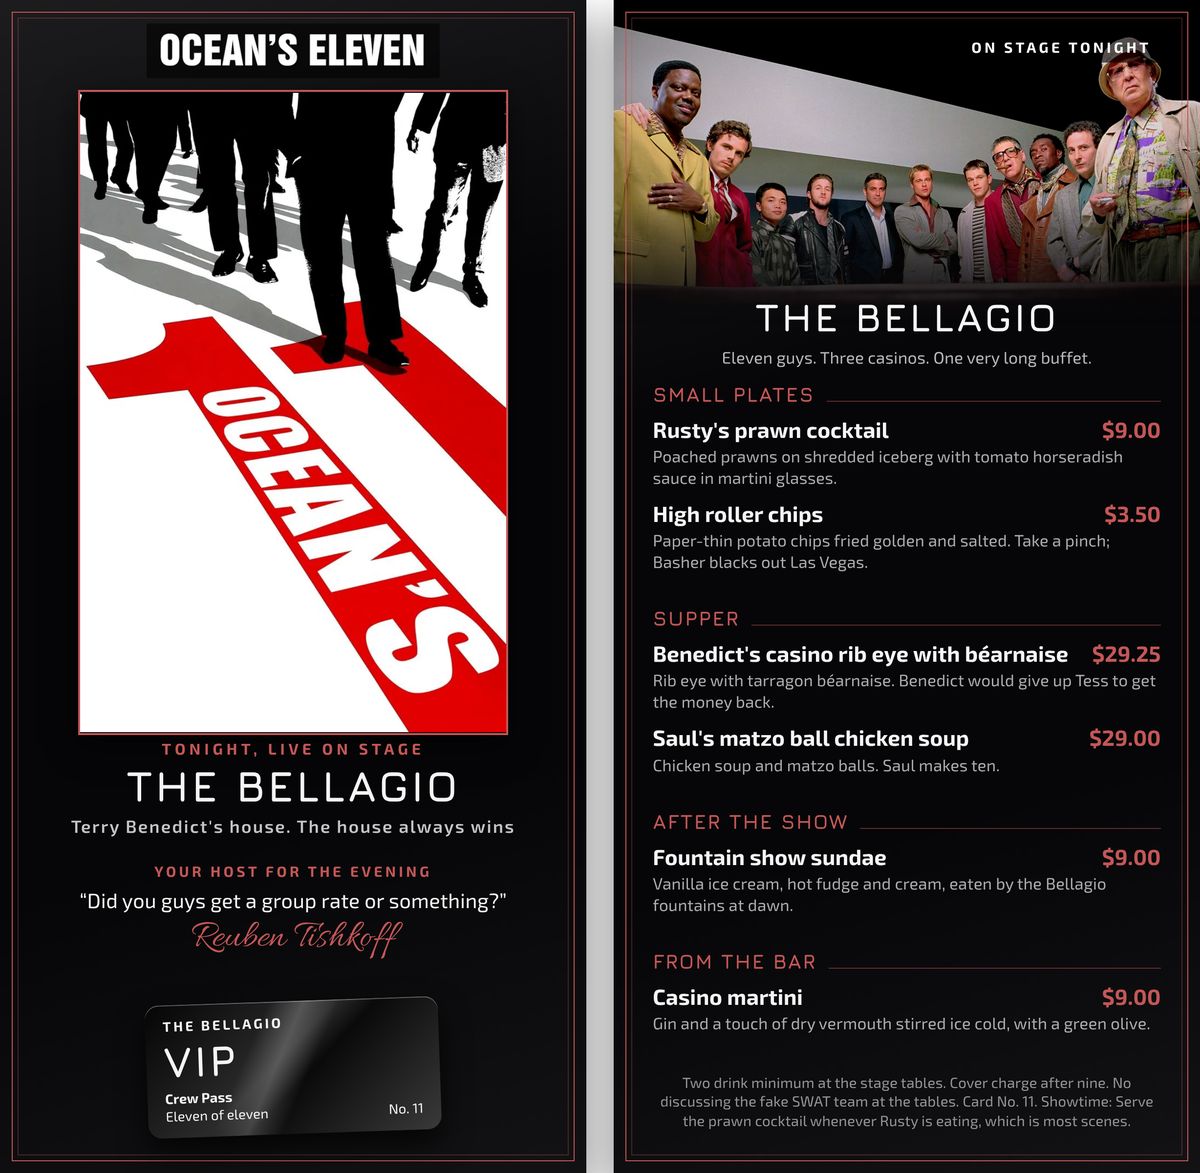 OCEAN'S ELEVEN
OCEAN'S
TONIGHT, LIVE ON STAGE
THE BELLAGIO
Terry Benedict's house. The house always wins
YOUR HOST FOR THE EVENING
“Did you guys get a group rate or something?”
Reuben Tishkoff
THE BELLAGIO
VIP
Crew Pass
Eleven of eleven
No. 11
ON STAGE TONIGHT
THE BELLAGIO
Eleven guys. Three casinos. One very long buffet.
SMALL PLATES
Rusty's prawn cocktail $9.00
Poached prawns on shredded iceberg with tomato horseradish
sauce in martini glasses.
High roller chips $3.50
Paper-thin potato chips fried golden and salted. Take a pinch;
Basher blacks out Las Vegas.
SUPPER
Benedict's casino rib eye with béarnaise $29.25
Rib eye with tarragon béarnaise. Benedict would give up Tess to get
the money back.
Saul's matzo ball chicken soup $29.00
Chicken soup and matzo balls. Saul makes ten.
AFTER THE SHOW
Fountain show sundae $9.00
Vanilla ice cream, hot fudge and cream, eaten by the Bellagio
fountains at dawn.
FROM THE BAR
Casino martini $9.00
Gin and a touch of dry vermouth stirred ice cold, with a green olive.
Two drink minimum at the stage tables. Cover charge after nine. No
discussing the fake SWAT team at the tables. Card No. 11. Showtime: Serve
the prawn cocktail whenever Rusty is eating, which is most scenes.